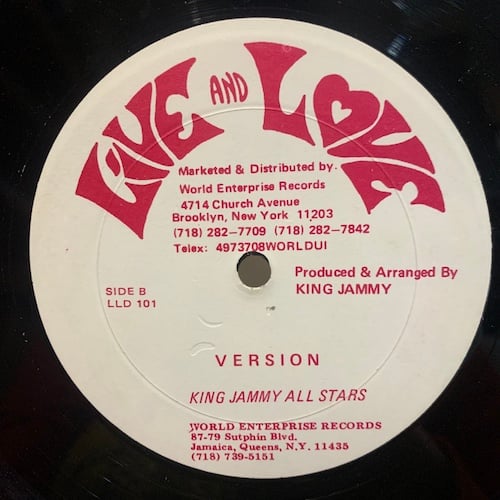 LIVE AND LOVE
Marketed & Distributed by.
World Enterprise Records
4714 Church Avenue
Brooklyn, New York 11203
(718) 282-7709 (718) 282-7842
Telex: 4973708WORLDUI
Produced & Arranged By
KING JAMMY
SIDE B
LLD 101
VERSION
KING JAMMY ALL STARS
WORLD ENTERPRISE RECORDS
87-79 Sutphin Blvd.
Jamaica, Queens, N.Y. 11435
(718) 739-5151